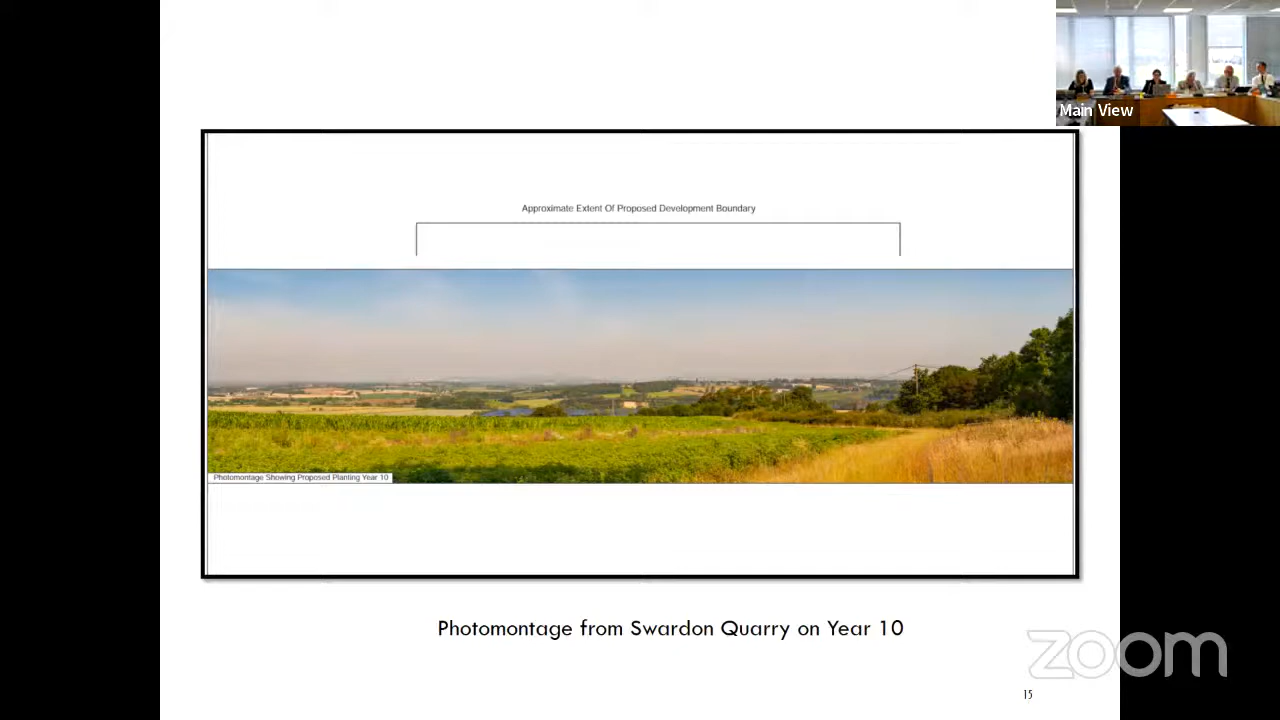 Main View
Approximate Extent Of Proposed Development Boundary
Photomontage Showing Proposed Planting Year 10
Photomontage from Swardon Quarry on Year 10
zoom
15